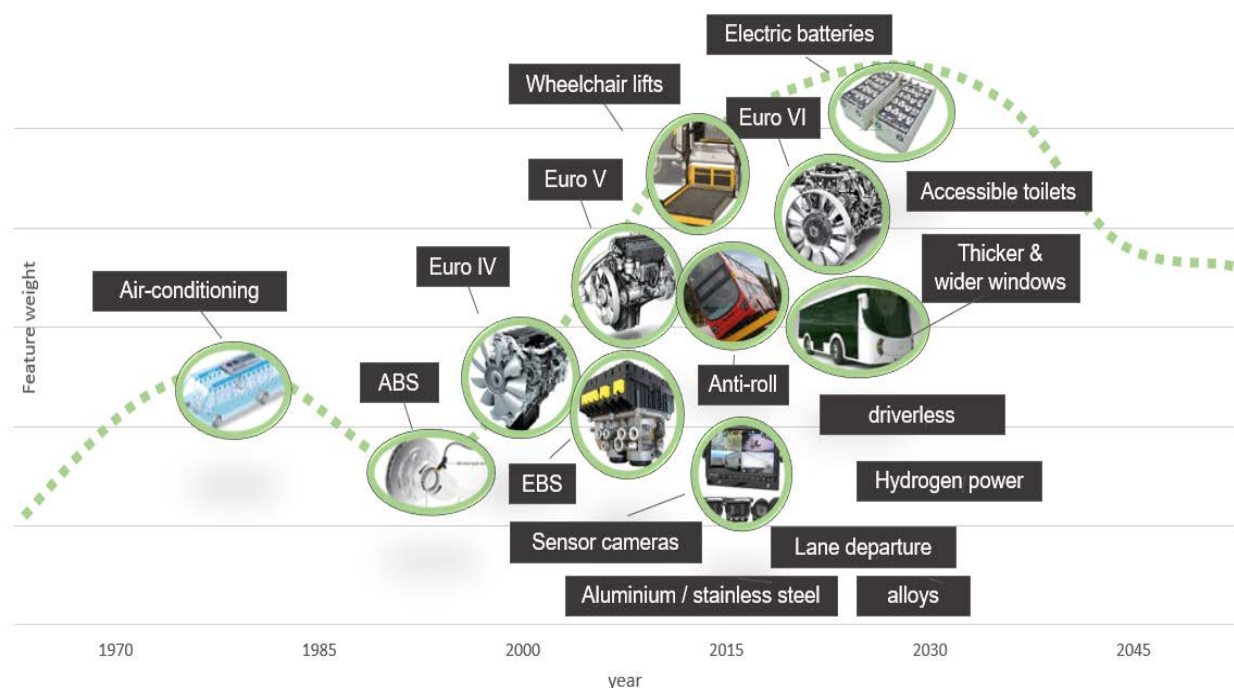 Electric batteries
Wheelchair lifts
Euro VI
Euro V
Accessible toilets
Euro IV
Thicker &
wider windows
Air-conditioning
ABS
Anti-roll
driverless
EBS
Hydrogen power
Sensor cameras
Lane departure
Aluminium / stainless steel
alloys
Feature weight
1970
1985
2000
2015
2030
2045
year